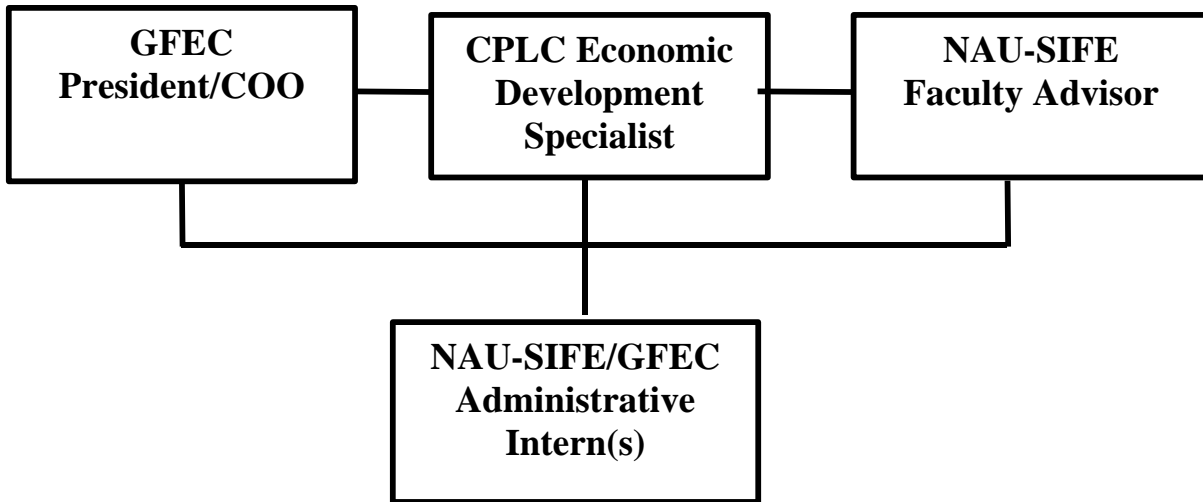 GFEC
President/COO
CPLC Economic
Development
Specialist
NAU-SIFE
Faculty Advisor
NAU-SIFE/GFEC
Administrative
Intern(s)